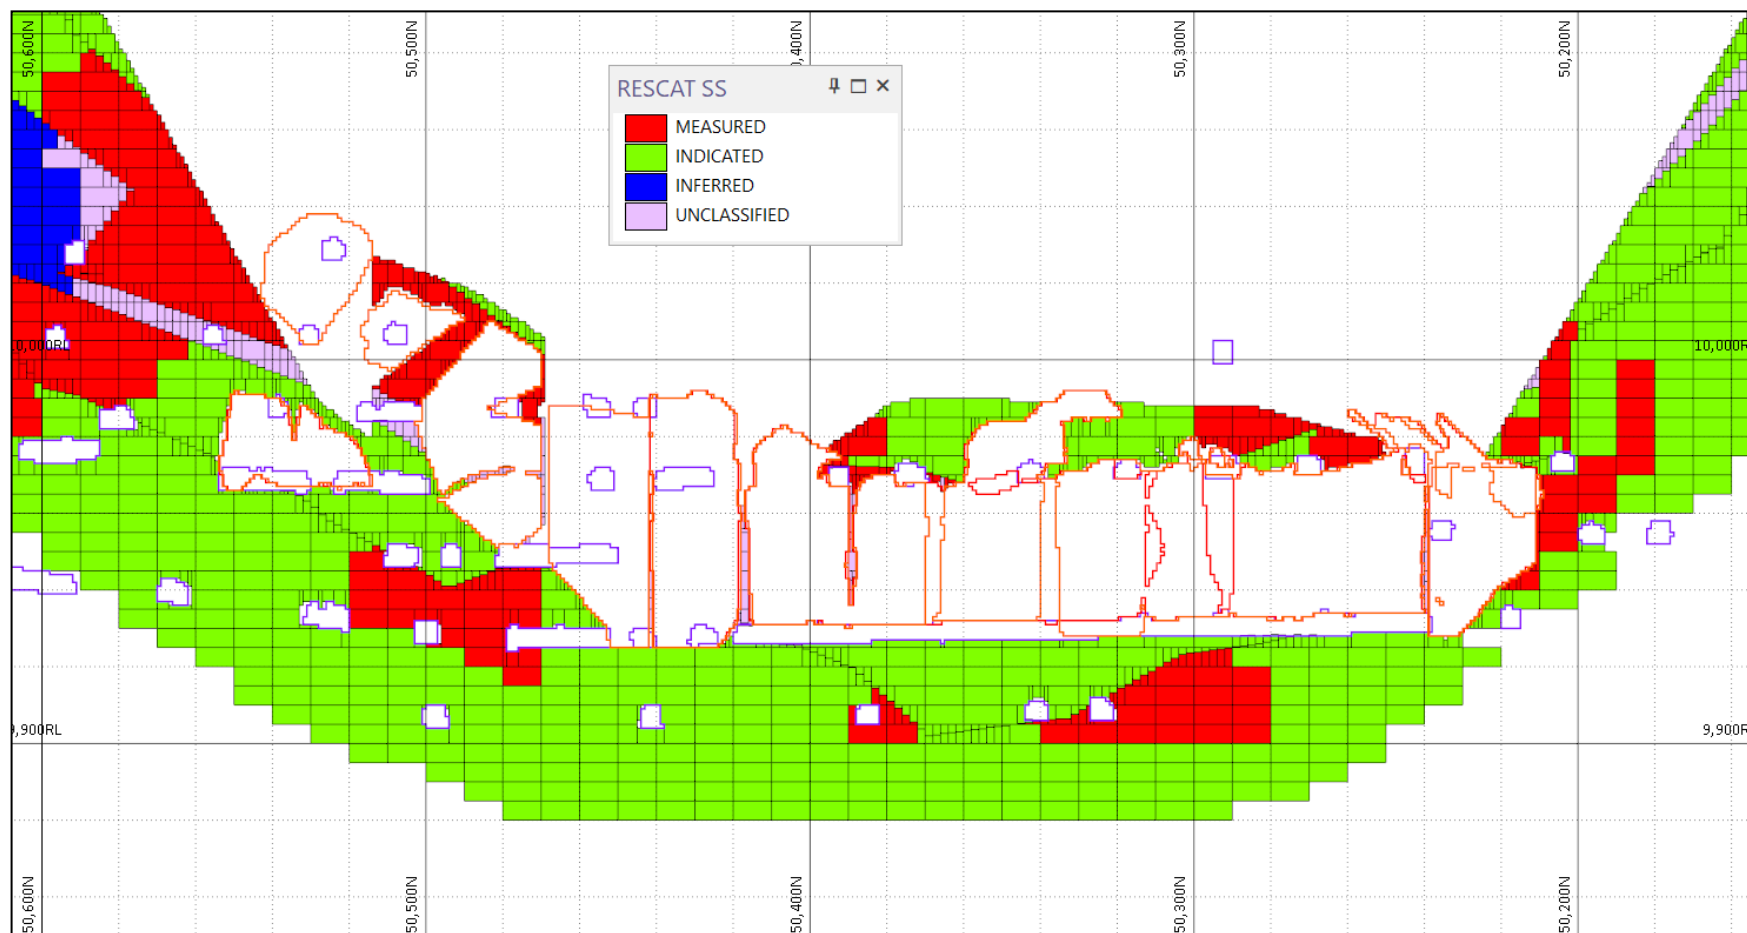 50,600N
50,500N
50,400N
50,300N
50,200N
RESCAT SS
MEASURED
INDICATED
INFERRED
UNCLASSIFIED
0,000RL
10,000R
9,900RL
9,900R
50,600N
50,500N
50,400N
50,300N
50,200N